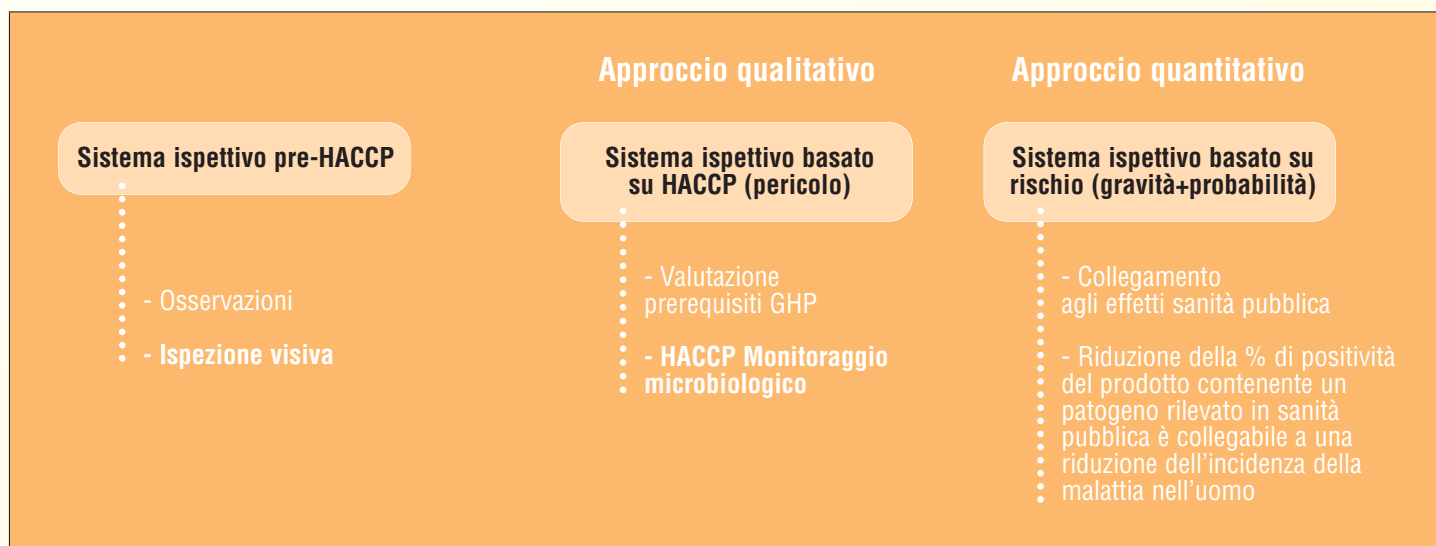 Sistema ispettivo pre-HACCP
- Osservazioni
- Ispezione visiva
Approccio qualitativo
Sistema ispettivo basato
su HACCP (pericolo)
- Valutazione
prerequisiti GHP
- HACCP Monitoraggio
microbiologico
Approccio quantitativo
Sistema ispettivo basato su
rischio (gravità+probabilità)
- Collegamento
agli effetti sanità pubblica
- Riduzione della % di positività
del prodotto contenente un
patogeno rilevato in sanità
pubblica è collegabile a una
riduzione dell’incidenza della
malattia nell’uomo